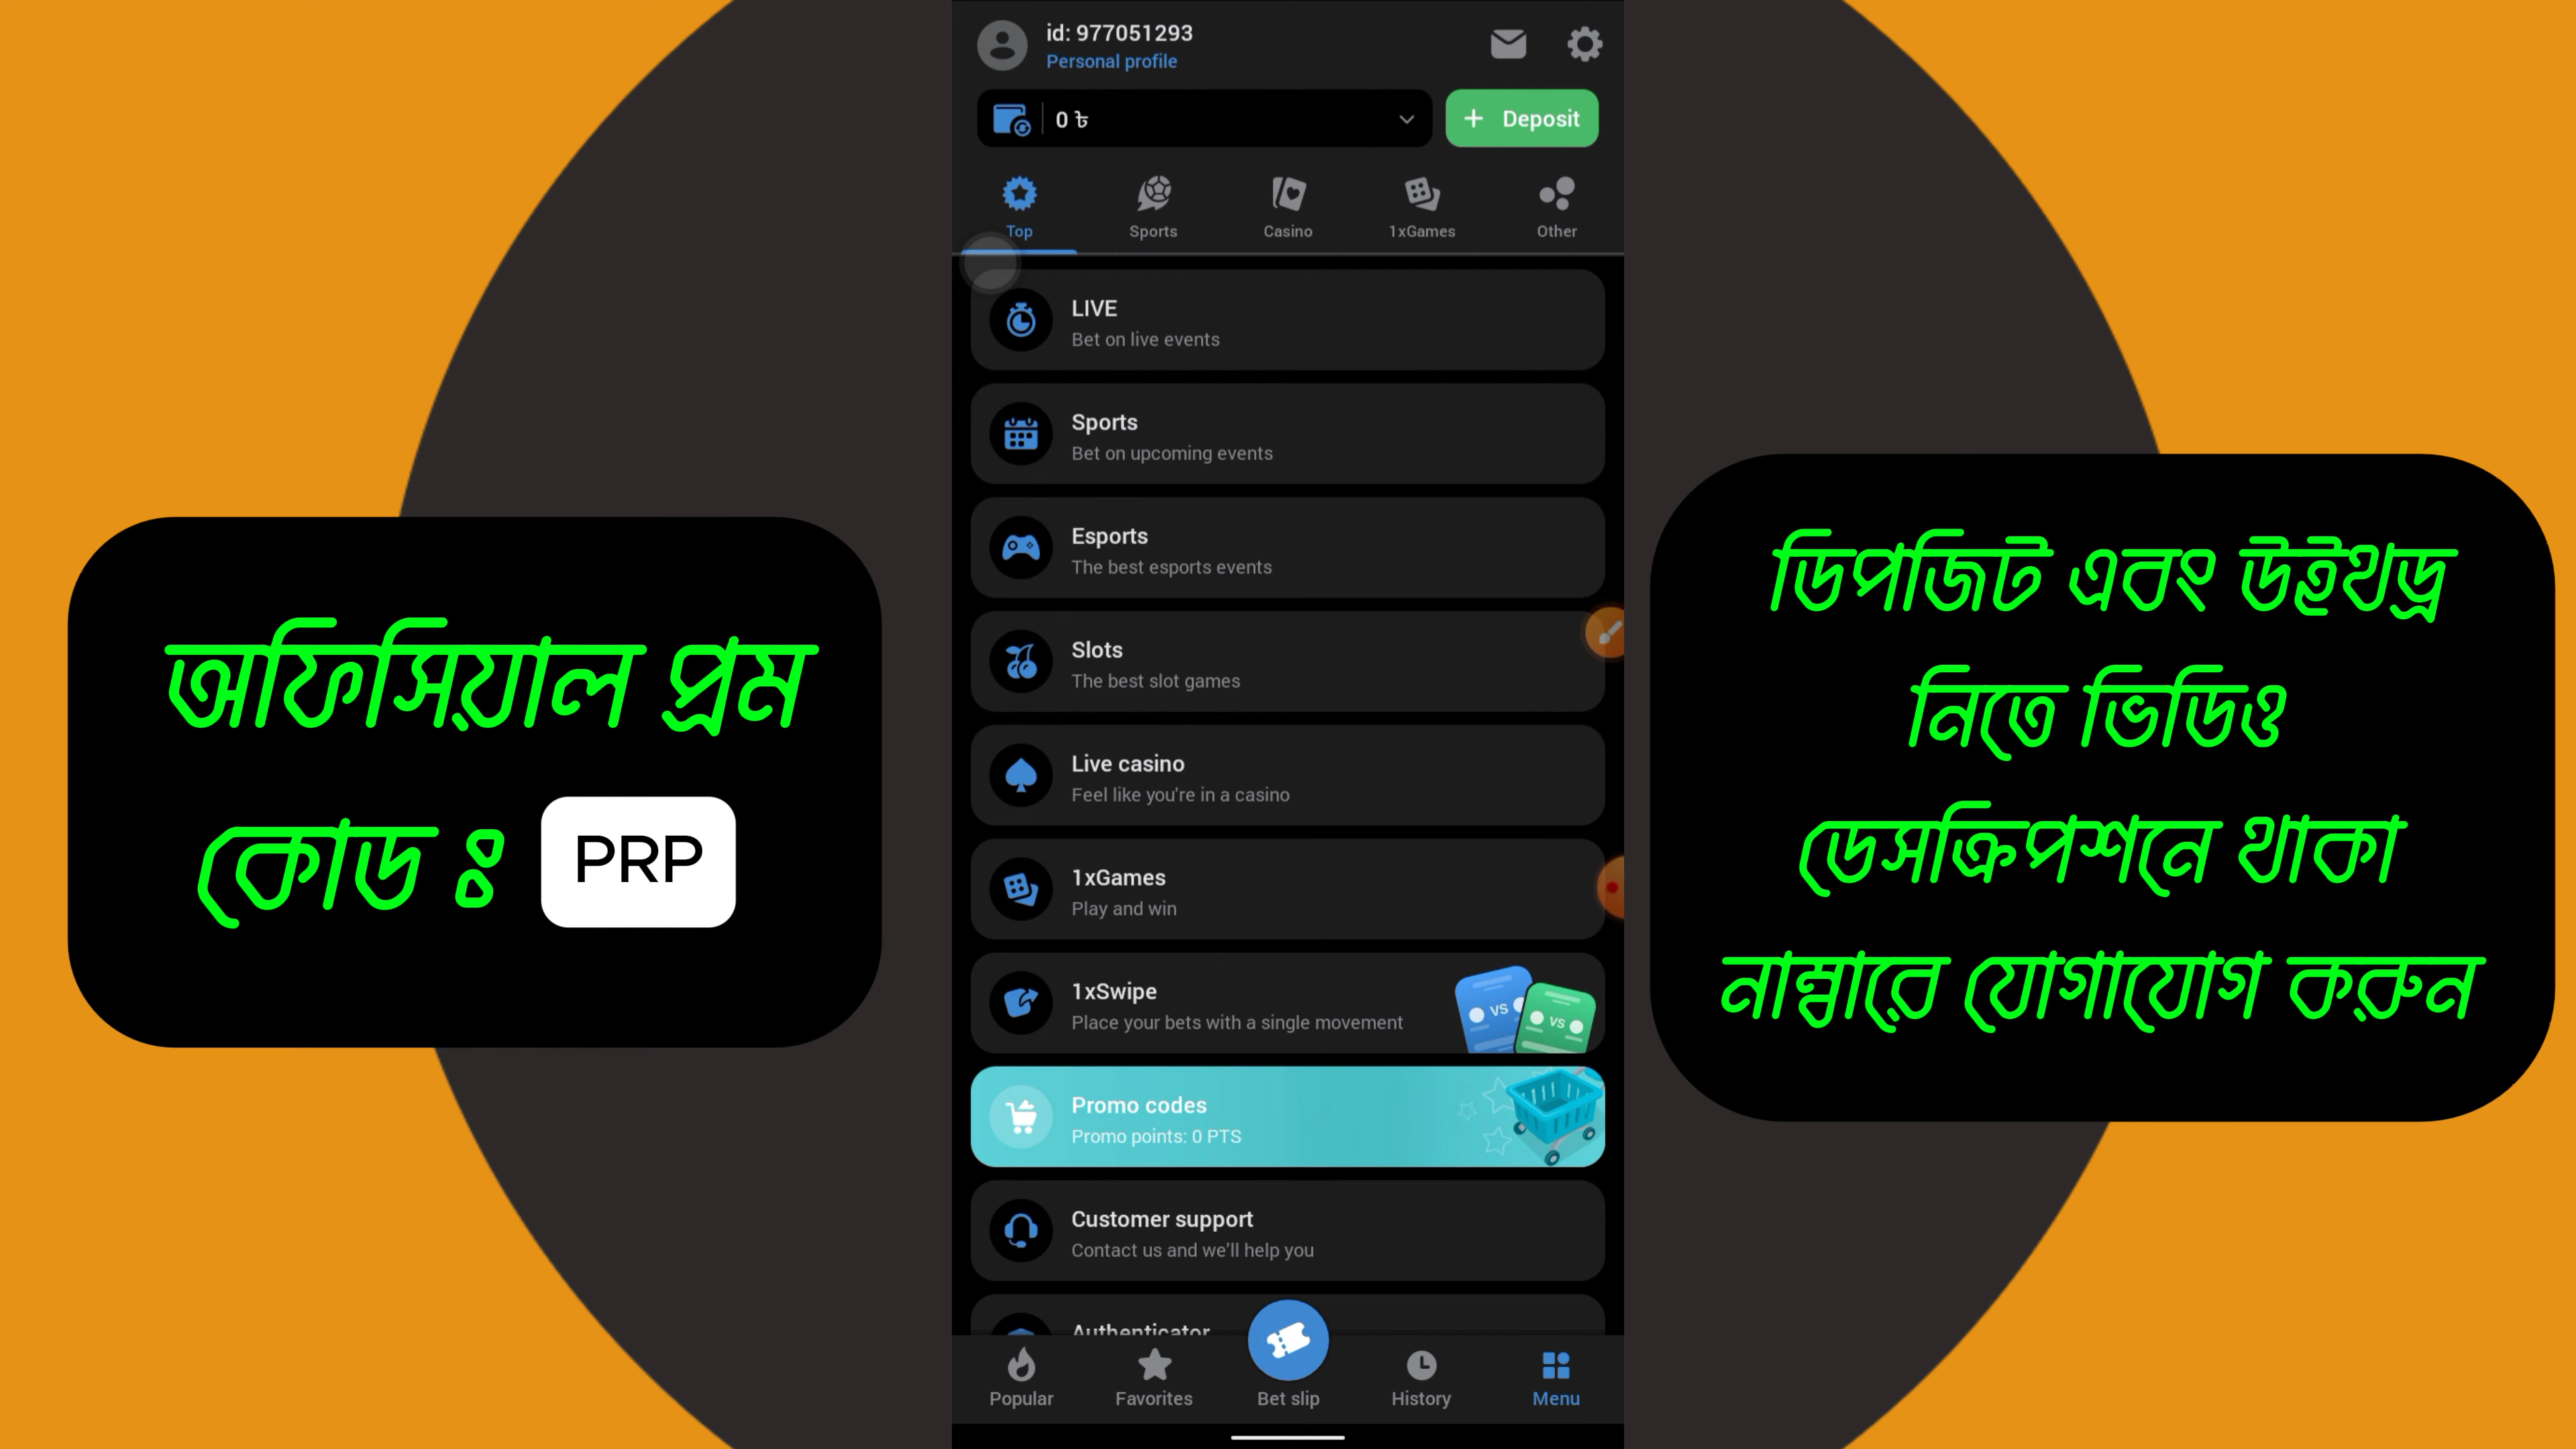 অফিসিয়াল প্রম
কোড ঃ PRP
id: 977051293
Personal profile
0 ৳
+ Deposit
Top Sports Casino 1xGames Other
LIVE
Bet on live events
Sports
Bet on upcoming events
Esports
The best esports events
Slots
The best slot games
Live casino
Feel like you're in a casino
1xGames
Play and win
1xSwipe
Place your bets with a single movement
VS VS
Promo codes
Promo points: 0 PTS
Customer support
Contact us and we'll help you
Authenticator
Popular Favorites Bet slip History Menu
ডিপজিট এবং উইথড্র
নিতে ভিডিও
ডেসক্রিপশনে থাকা
নাম্বারে যোগাযোগ করুন